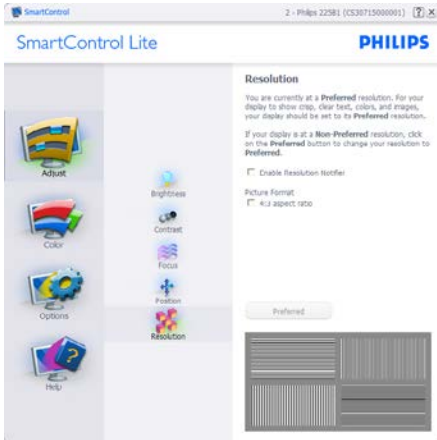 SmartControl
2 - Philips 225B1 (CS30715000001)
SmartControl Lite
PHILIPS
Adjust
Color
Options
Help
Brightness
Contrast
Focus
Position
Resolution
Resolution
You are currently at a Preferred resolution. For your
display to show crisp, clear text, colors, and images,
your display should be set to its Preferred resolution.
If your display is at a Non-Preferred resolution, click
on the Preferred button to change your resolution to
Preferred.
Enable Resolution Notifier
Picture Format
4:3 aspect ratio
Preferred